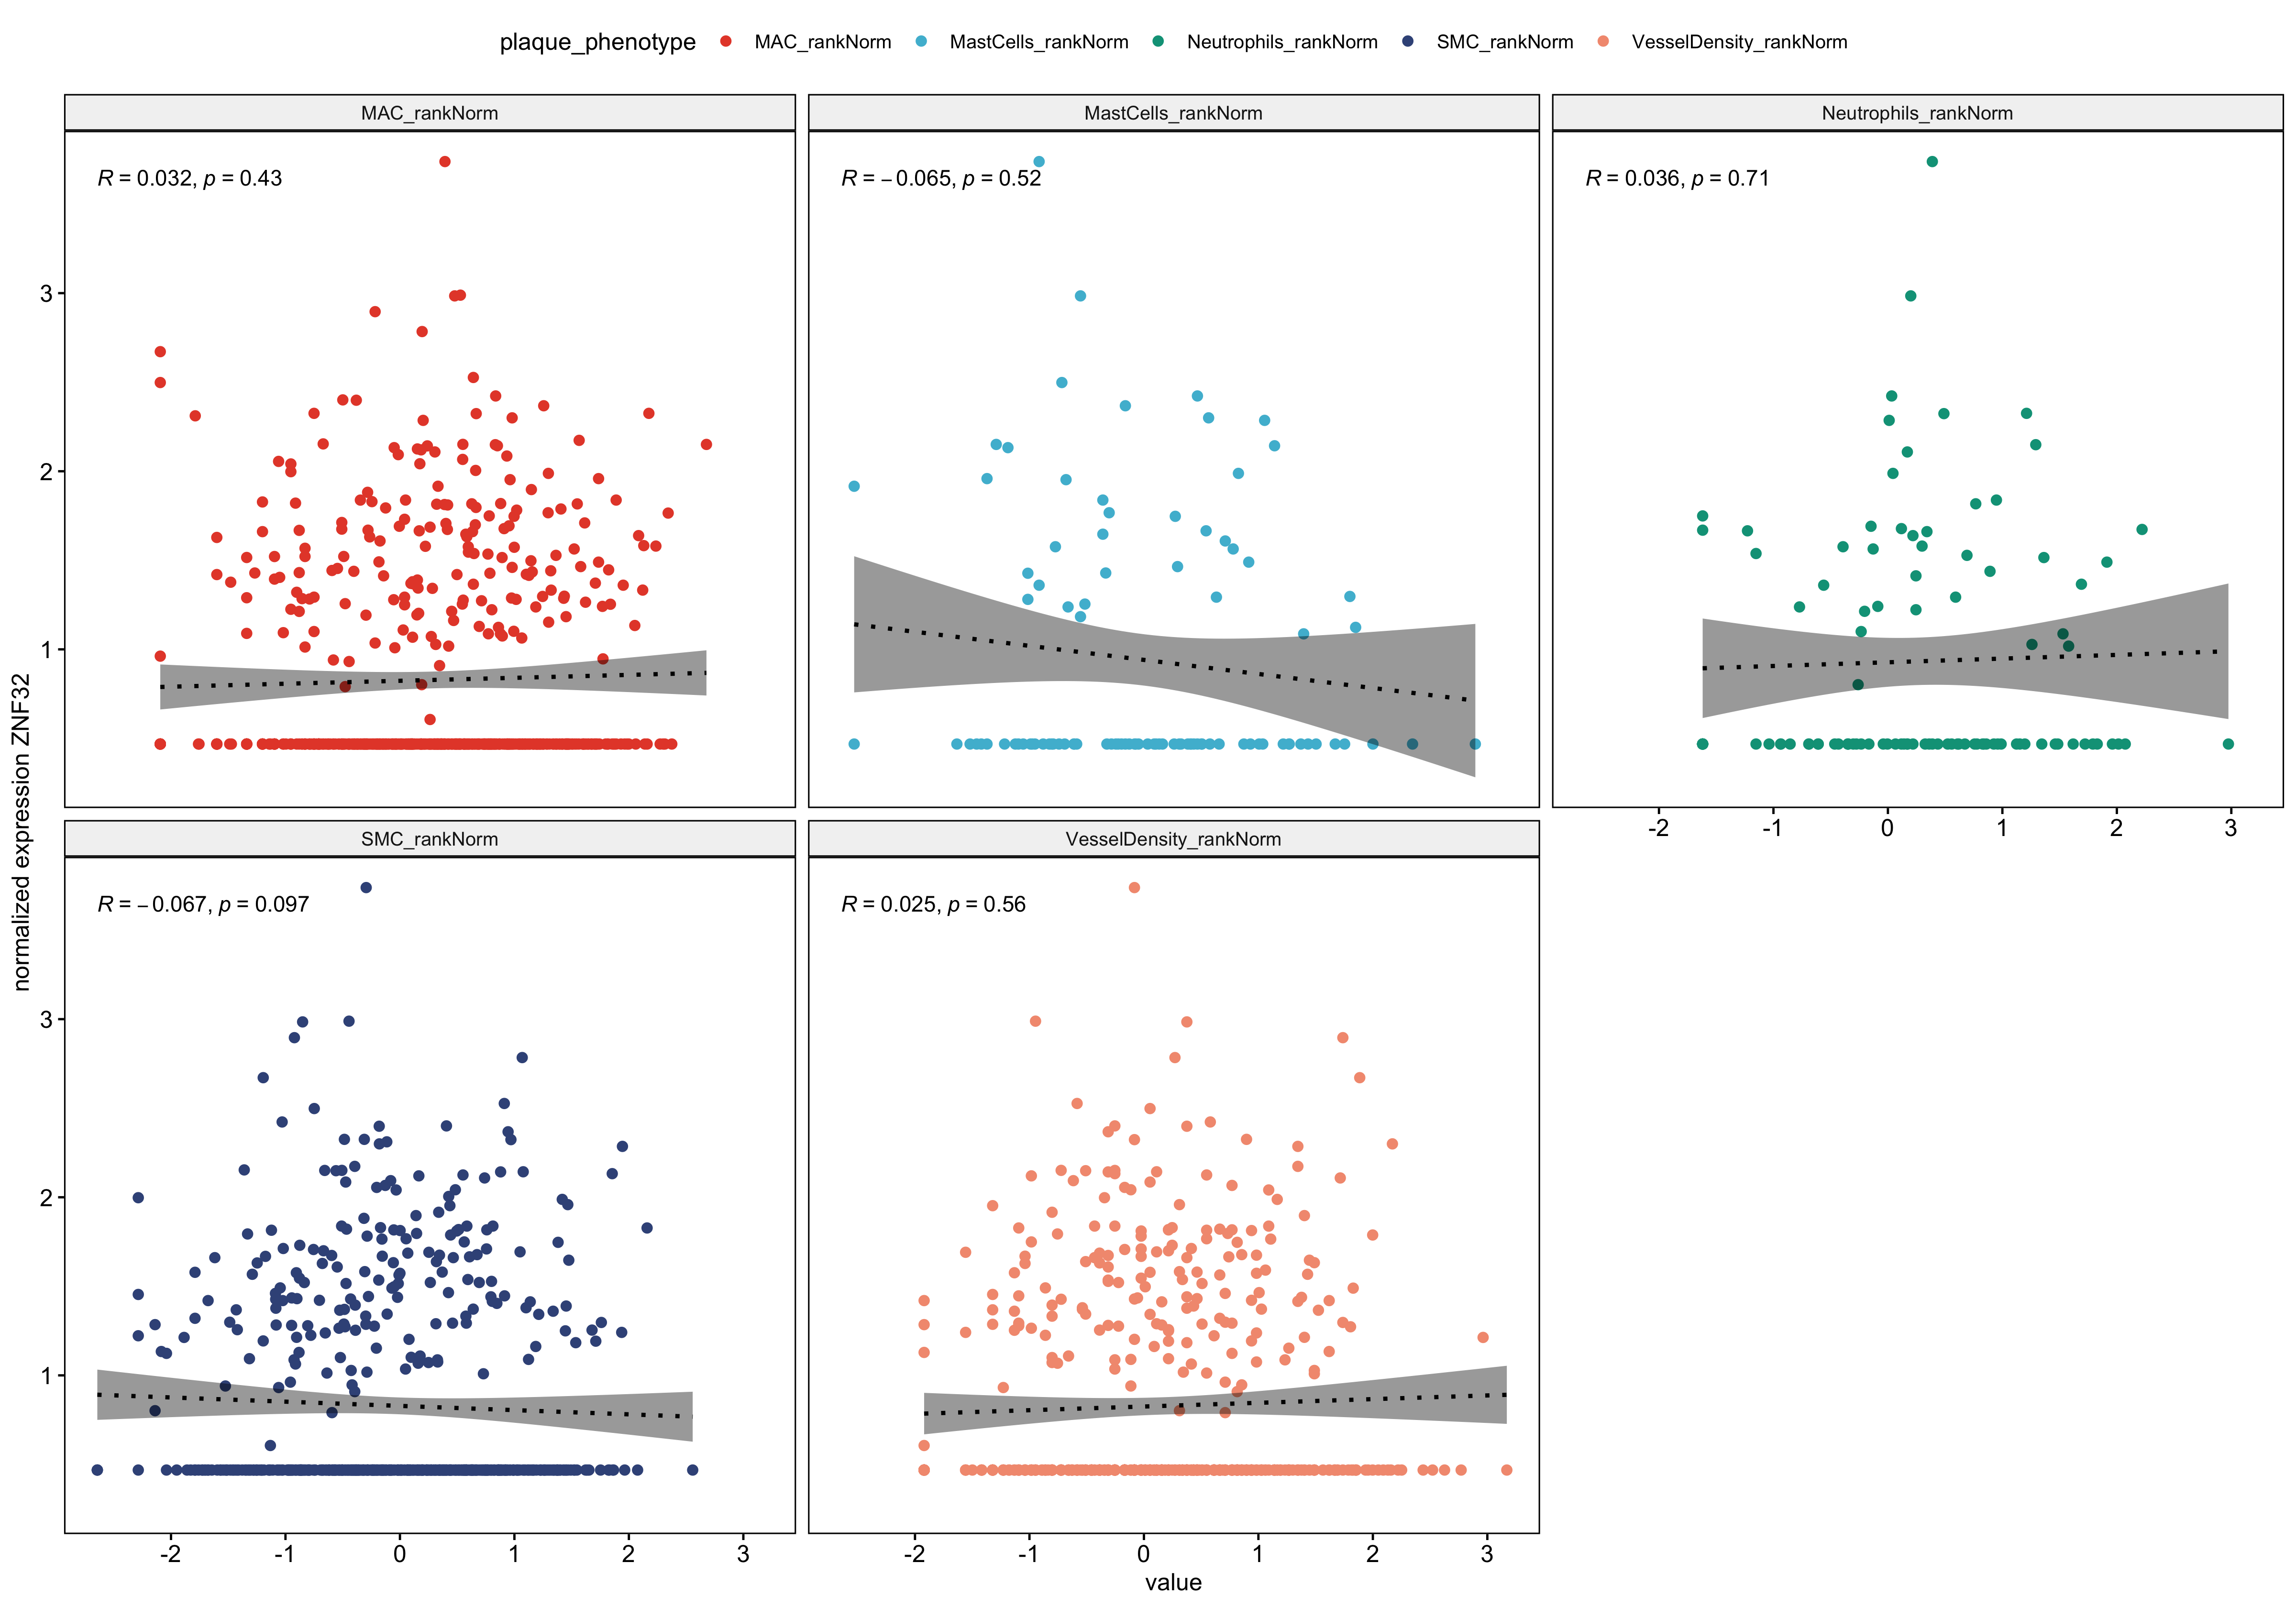 plaque_phenotype MAC_rankNorm MastCells_rankNorm Neutrophils_rankNorm SMC_rankNorm VesselDensity_rankNorm
MAC_rankNorm MastCells_rankNorm Neutrophils_rankNorm
R = 0.032, p = 0.43 R = −0.065, p = 0.52 R = 0.036, p = 0.71
3
2
1
-2 -1 0 1 2 3
normalized expression ZNF32
SMC_rankNorm VesselDensity_rankNorm
R = −0.067, p = 0.097 R = 0.025, p = 0.56
3
2
1
-2 -1 0 1 2 3 -2 -1 0 1 2 3
value